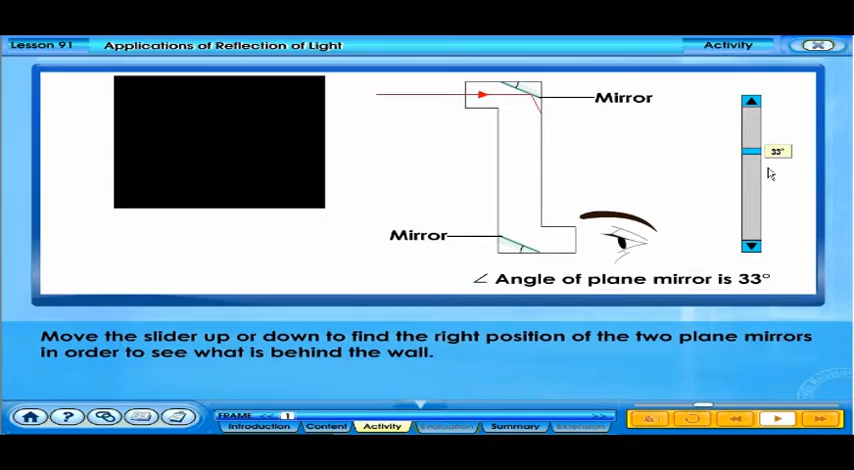 Lesson 91
Applications of Reflection of Light
Activity
Mirror
33°
Mirror
∠ Angle of plane mirror is 33°
Move the slider up or down to find the right position of the two plane mirrors
in order to see what is behind the wall.
FRAME << 1 >>
Introduction Content Activity Evaluation Summary Extension